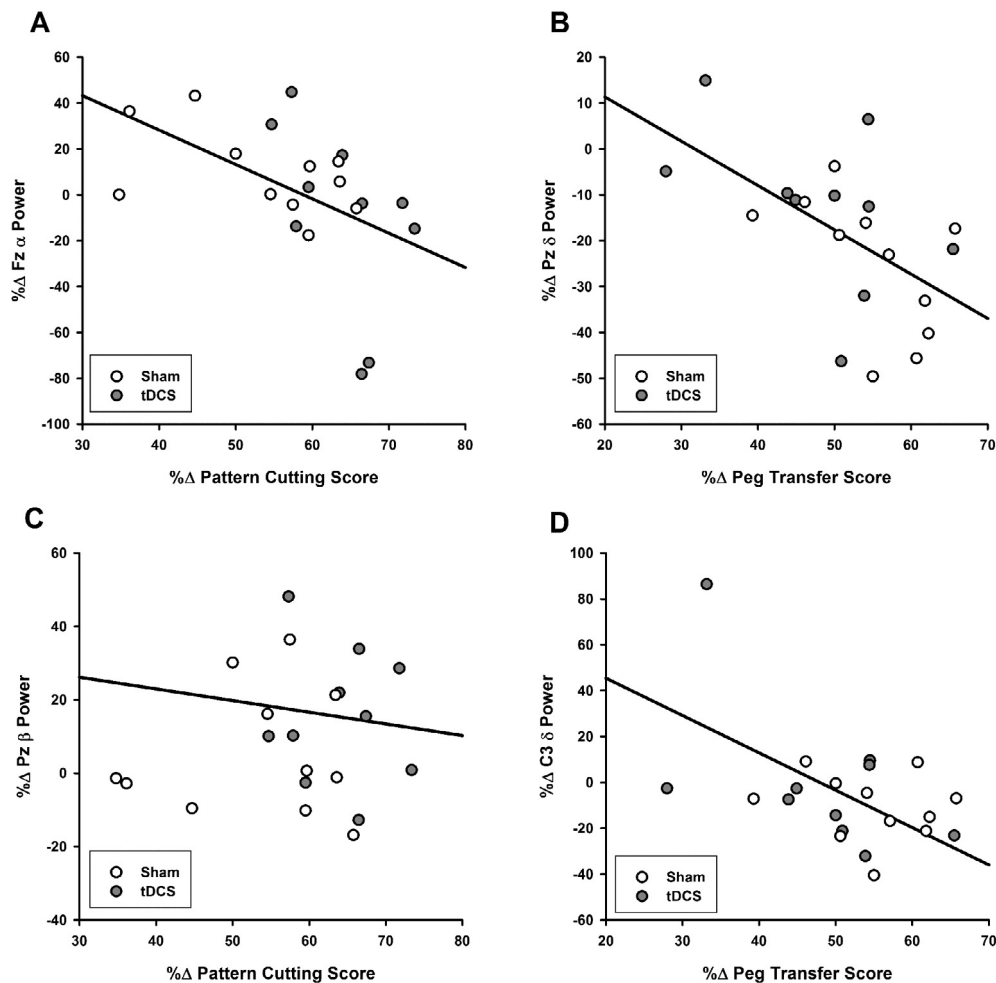 A
60
40
20
0
-20
-40
-60
-80
-100
%Δ Fz α Power
Sham
tDCS
30 40 50 60 70 80
%Δ Pattern Cutting Score
B
20
10
0
-10
-20
-30
-40
-50
-60
%Δ Pz δ Power
Sham
tDCS
20 30 40 50 60 70
%Δ Peg Transfer Score
C
60
40
20
0
-20
-40
%Δ Pz β Power
Sham
tDCS
30 40 50 60 70 80
%Δ Pattern Cutting Score
D
100
80
60
40
20
0
-20
-40
-60
%Δ C3 δ Power
Sham
tDCS
20 30 40 50 60 70
%Δ Peg Transfer Score